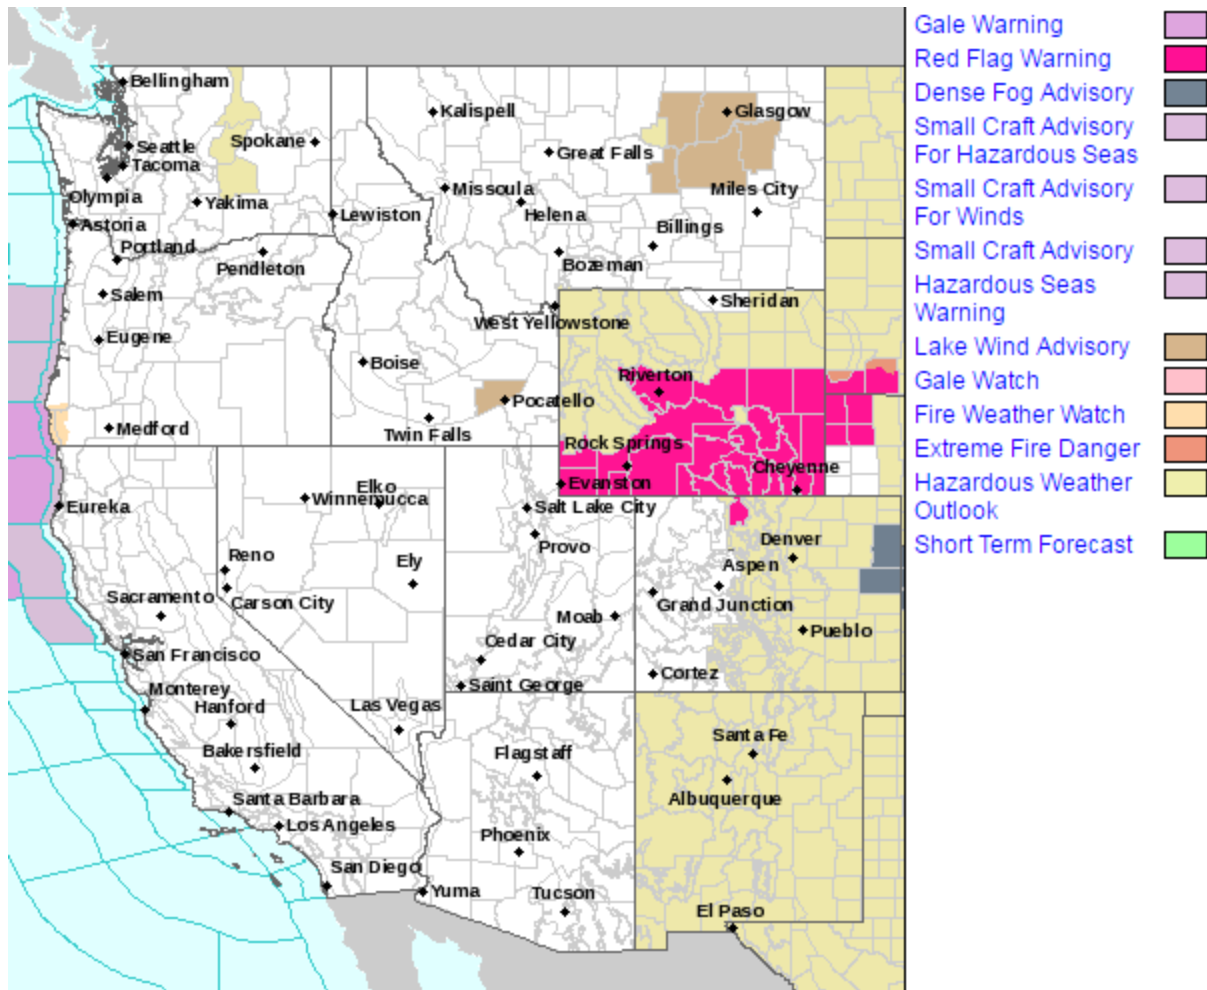 Bellingham
Seattle
Tacoma
Olympia
Spokane
Yakima
Astoria
Portland
Lewiston
Pendleton
Salem
Eugene
Medford
Kalispell
Great Falls
Glasgow
Missoula
Helena
Miles City
Billings
Bozeman
West Yellowstone
Sheridan
Boise
Pocatello
Twin Falls
Riverton
Rock Springs
Cheyenne
Evanston
Eureka
Elko
Winnemucca
Salt Lake City
Provo
Reno
Ely
Carson City
Sacramento
San Francisco
Monterey
Hanford
Bakersfield
Las Vegas
Santa Barbara
Los Angeles
San Diego
Moab
Cedar City
Saint George
Denver
Aspen
Grand Junction
Pueblo
Cortez
Flagstaff
Phoenix
Yuma
Tucson
Santa Fe
Albuquerque
El Paso
Gale Warning
Red Flag Warning
Dense Fog Advisory
Small Craft Advisory
For Hazardous Seas
Small Craft Advisory
For Winds
Small Craft Advisory
Hazardous Seas
Warning
Lake Wind Advisory
Gale Watch
Fire Weather Watch
Extreme Fire Danger
Hazardous Weather
Outlook
Short Term Forecast